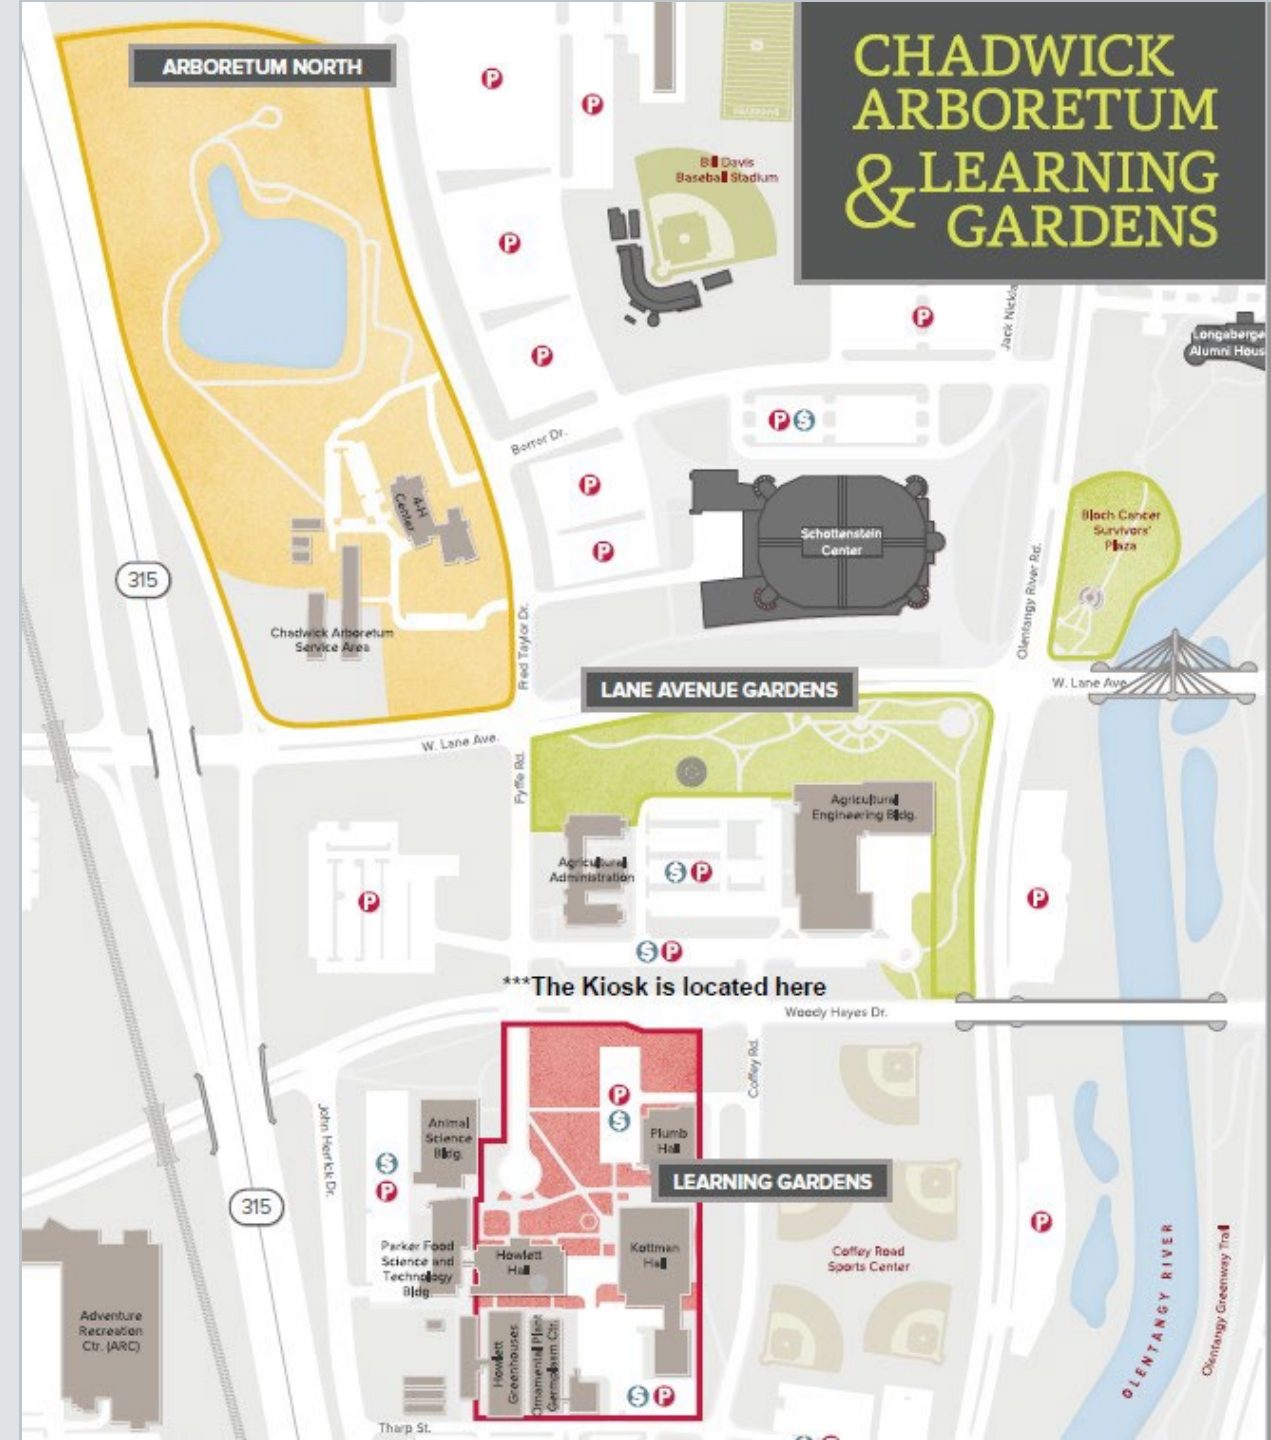 CHADWICK
ARBORETUM
& LEARNING
GARDENS
ARBORETUM NORTH
P
P
Bill Davis
Baseball Stadium
P
P
P
Longaberge
Alumni Hous
P $
Borror Dr.
P
P
4-H
Center
Schottenstein
Center
Bloch Cancer
Survivors'
Plaza
Olentangy River Rd.
315
Chadwick Arboretum
Service Area
Fred Taylor Dr.
LANE AVENUE GARDENS
W. Lane Ave.
W. Lane Ave.
Fyffe Rd.
Agricultural
Engineering Bldg.
Agricultural
Administration
$ P
P
P
$ P
***The Kiosk is located here
Woody Hayes Dr.
Coffey Rd.
John Herrick Dr.
P
$
Animal
Science
Bldg.
Plumb
Hall
$
P
LEARNING GARDENS
315
P
Parker Food
Science and
Technology
Bldg.
Howlett
Hall
Kottman
Hall
Coffey Road
Sports Center
OLENTANGY RIVER
Olentangy Greenway Trail
Adventure
Recreation
Ctr. (ARC)
Howlett
Greenhouses
Ornamental Plant
Germplasm Ctr.
$ P
Tharp St.